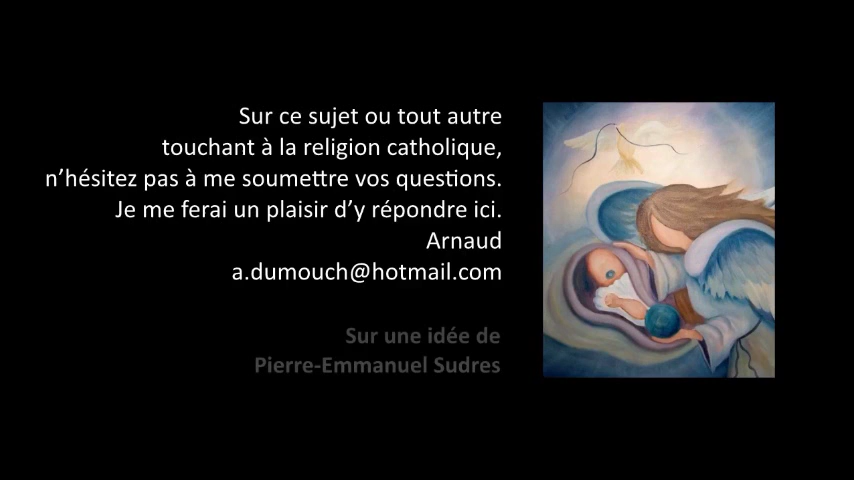 Sur ce sujet ou tout autre
touchant à la religion catholique,
n’hésitez pas à me soumettre vos questions.
Je me ferai un plaisir d’y répondre ici.
Arnaud
a.dumouch@hotmail.com
Sur une idée de
Pierre-Emmanuel Sudres